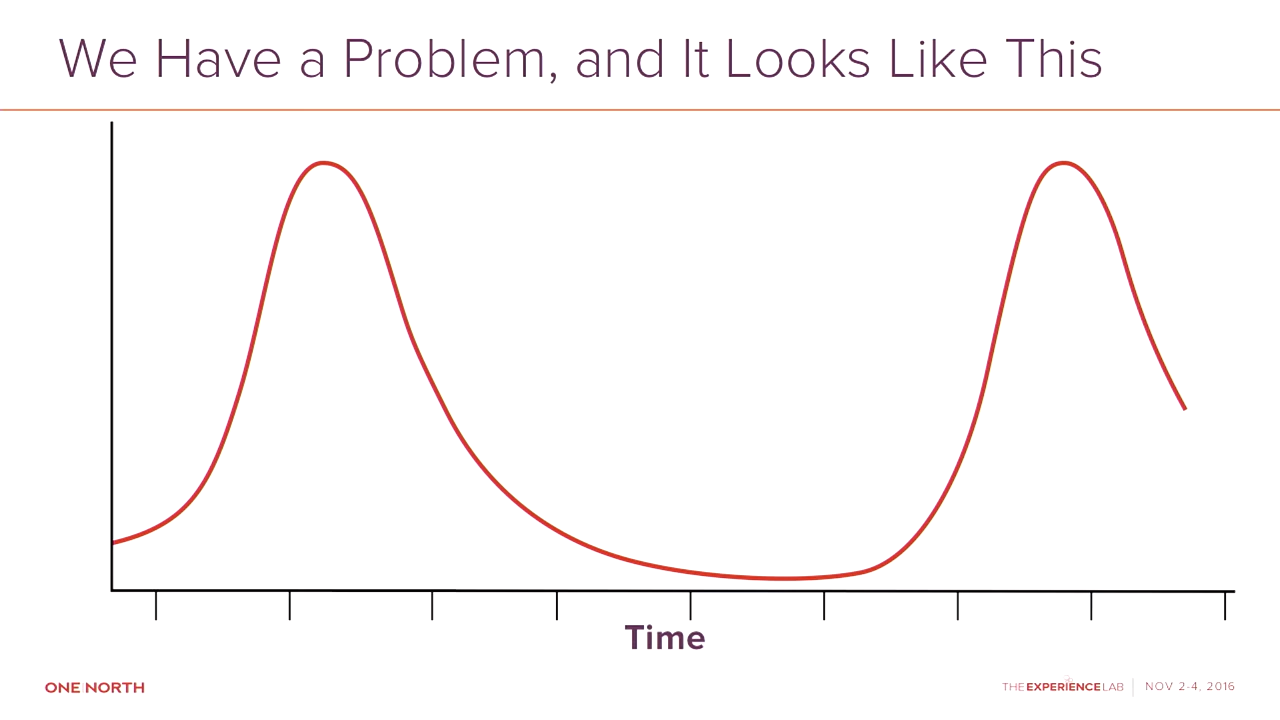 We Have a Problem, and It Looks Like This
Time
ONE NORTH
THE EXPERIENCE LAB
NOV 2-4, 2016